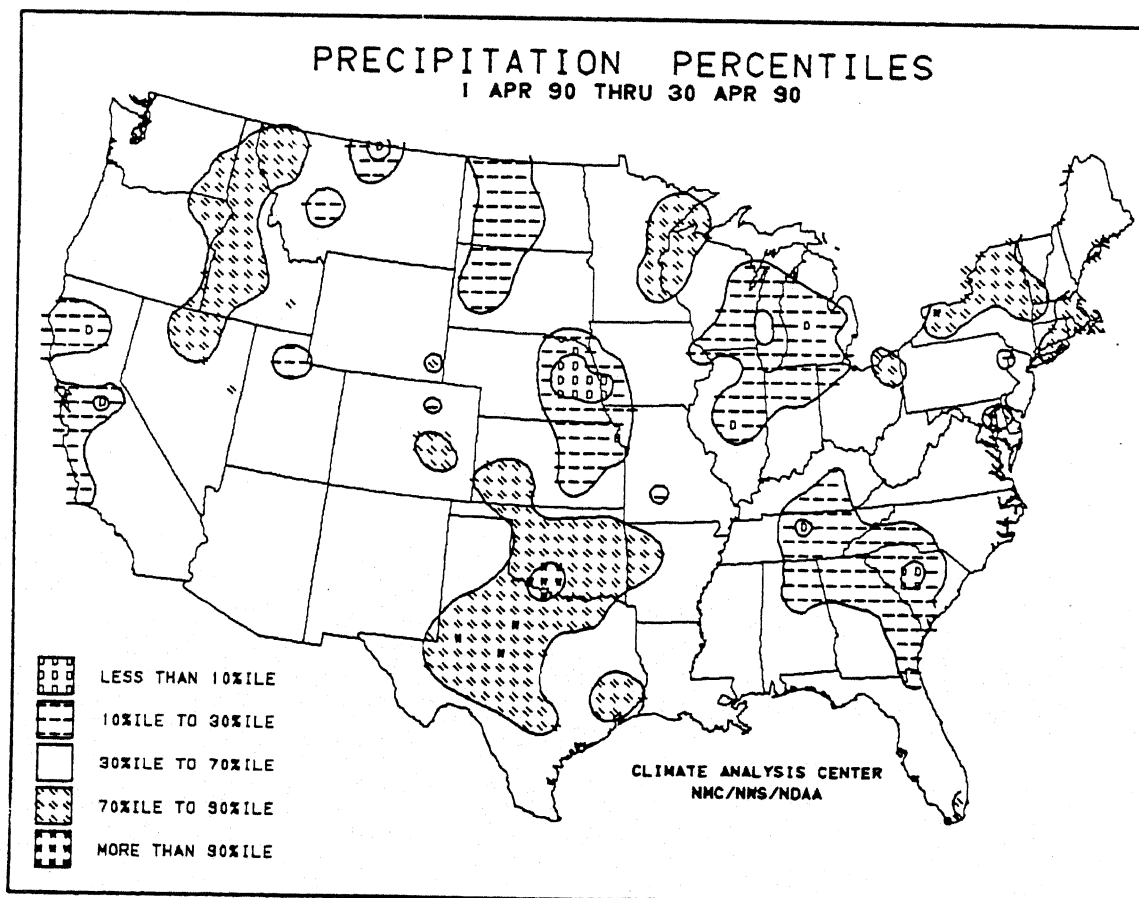 PRECIPITATION PERCENTILES
1 APR 90 THRU 30 APR 90
LESS THAN 10%ILE
10%ILE TO 30%ILE
30%ILE TO 70%ILE
70%ILE TO 90%ILE
MORE THAN 90%ILE
CLIMATE ANALYSIS CENTER
NMC/NWS/NOAA